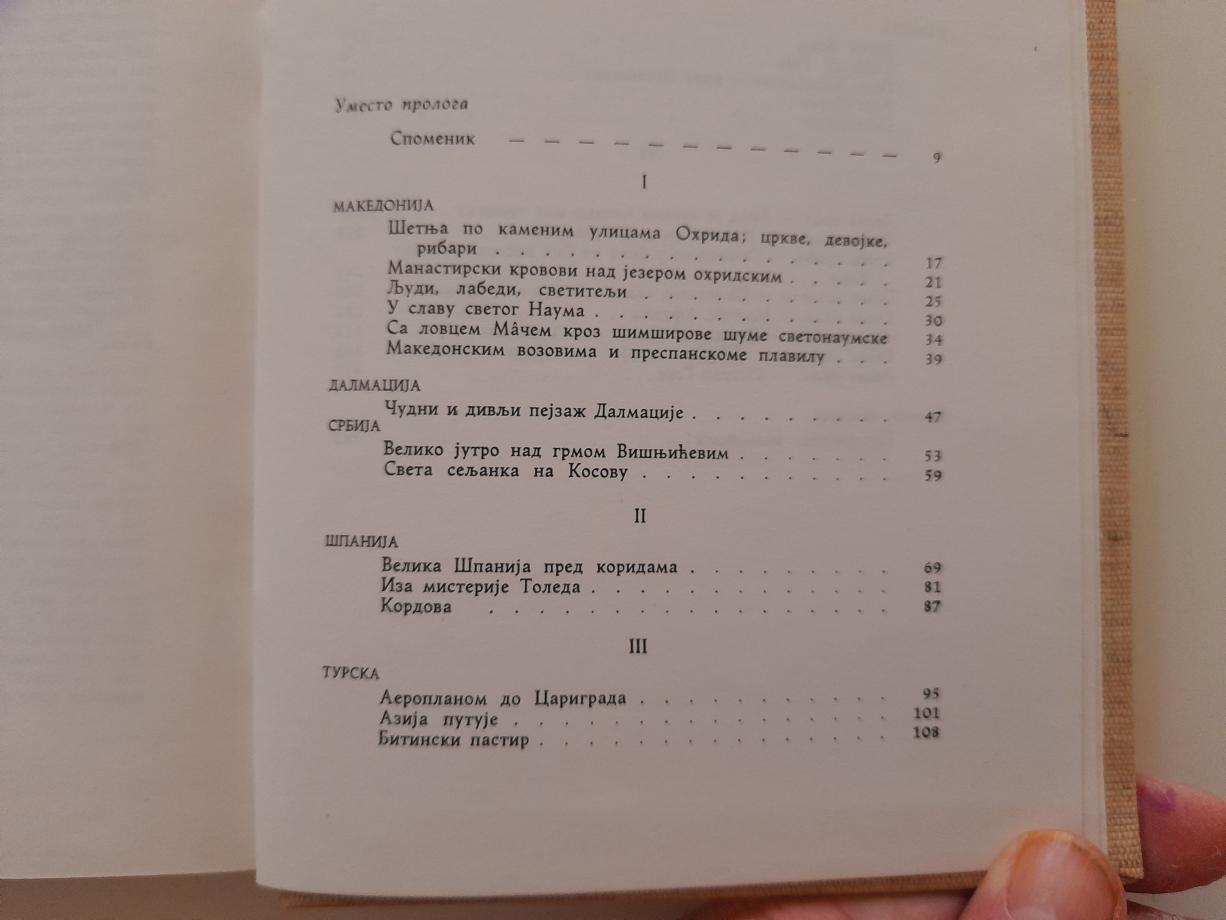 Уместо пролога
Споменик — — — — — — — — — — — — 9
I
МАКЕДОНИЈА
Шетња по каменим улицама Охрида; цркве, девојке,
рибари . . . . . . . . . . . . . . . . . 17
Манастирски кровови над језером охридским . . . . . 21
Људи, лабеди, светитељи . . . . . . . . . . . 25
У славу светог Наума . . . . . . . . . . . . . 30
Са ловцем Мâчем кроз шимширове шуме светонаумске 34
Македонским возовима и преспанскоме плавилу . . . 39
ДАЛМАЦИЈА
Чудни и дивљи пејзаж Далмације . . . . . . . . . 47
СРБИЈА
Велико јутро над грмом Вишњићевим . . . . . . . 53
Света сељанка на Косову . . . . . . . . . . . 59
II
ШПАНИЈА
Велика Шпанија пред коридама . . . . . . . . . 69
Иза мистерије Толеда . . . . . . . . . . . . . 81
Кордова . . . . . . . . . . . . . . . . 87
III
ТУРСКА
Аеропланом до Цариграда . . . . . . . . . . . 95
Азија путује . . . . . . . . . . . . . . . 101
Битински пастир . . . . . . . . . . . . . . 108